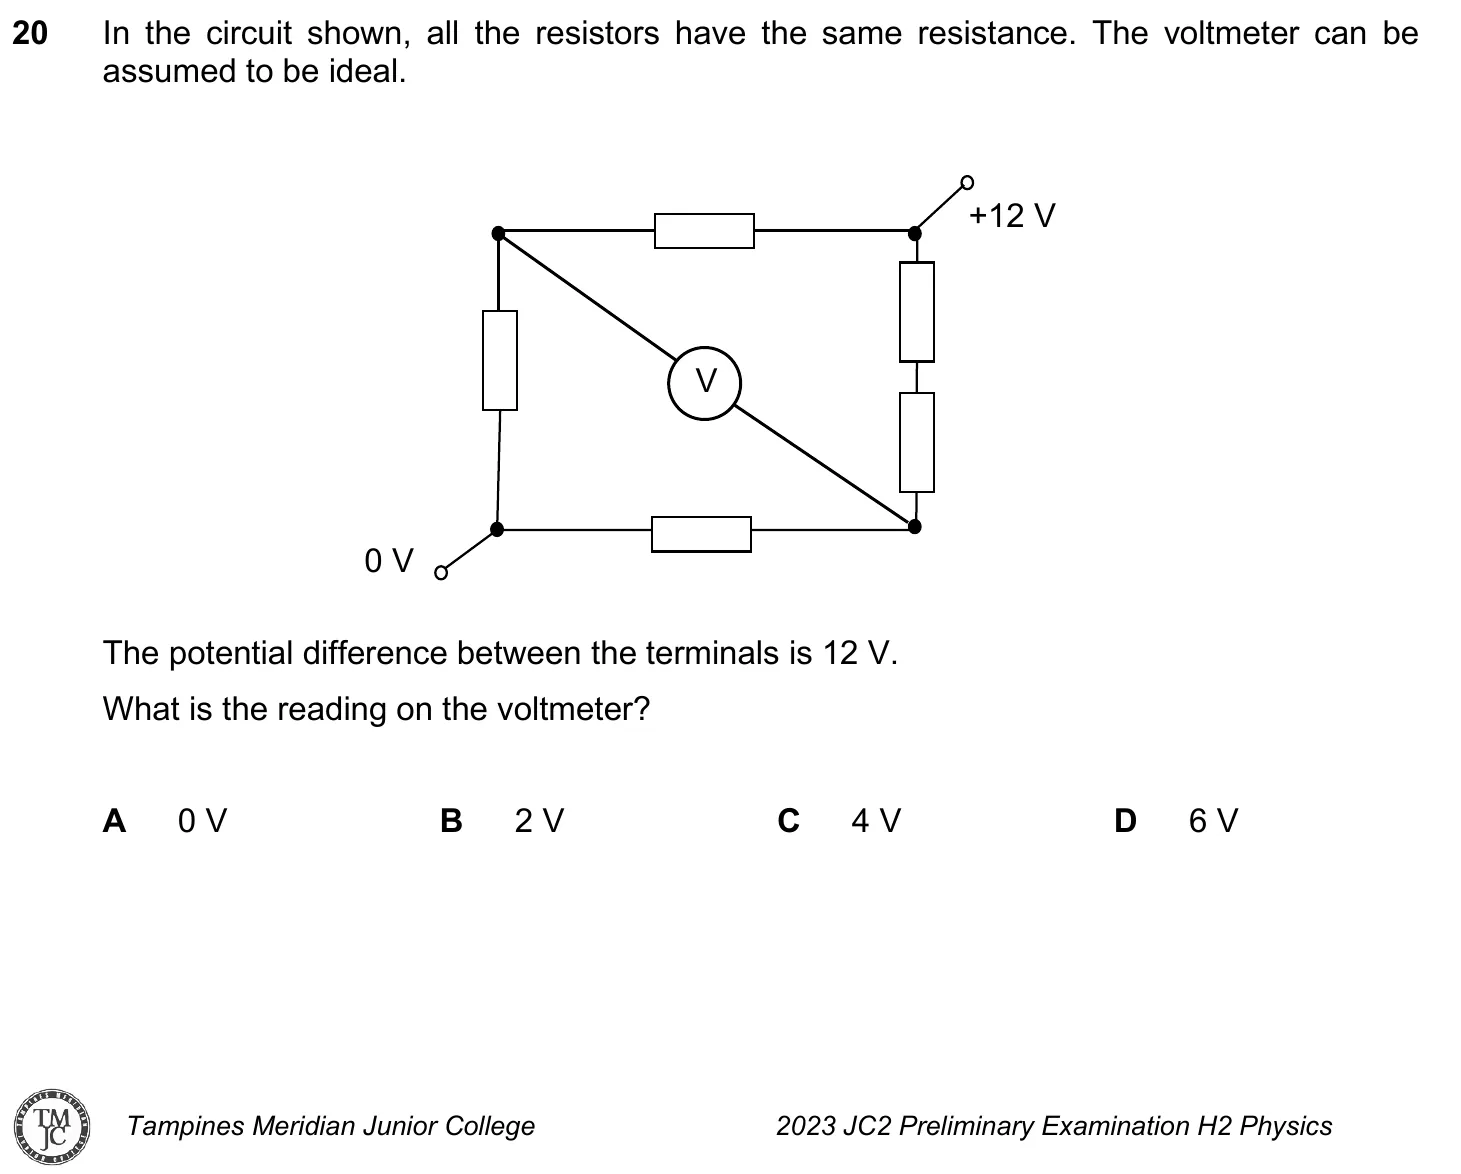 20 In the circuit shown, all the resistors have the same resistance. The voltmeter can be
assumed to be ideal.
+12 V
V
0 V
The potential difference between the terminals is 12 V.
What is the reading on the voltmeter?
A 0 V B 2 V C 4 V D 6 V
TM
JC
Tampines Meridian Junior College 2023 JC2 Preliminary Examination H2 Physics